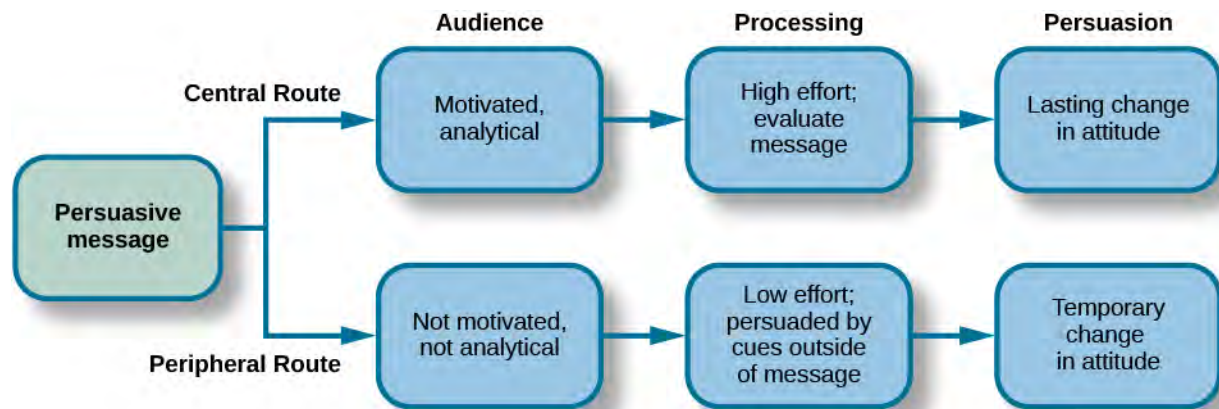 Audience
Processing
Persuasion
Central Route
Motivated,
analytical
High effort;
evaluate
message
Lasting change
in attitude
Persuasive
message
Peripheral Route
Not motivated,
not analytical
Low effort;
persuaded by
cues outside
of message
Temporary
change
in attitude